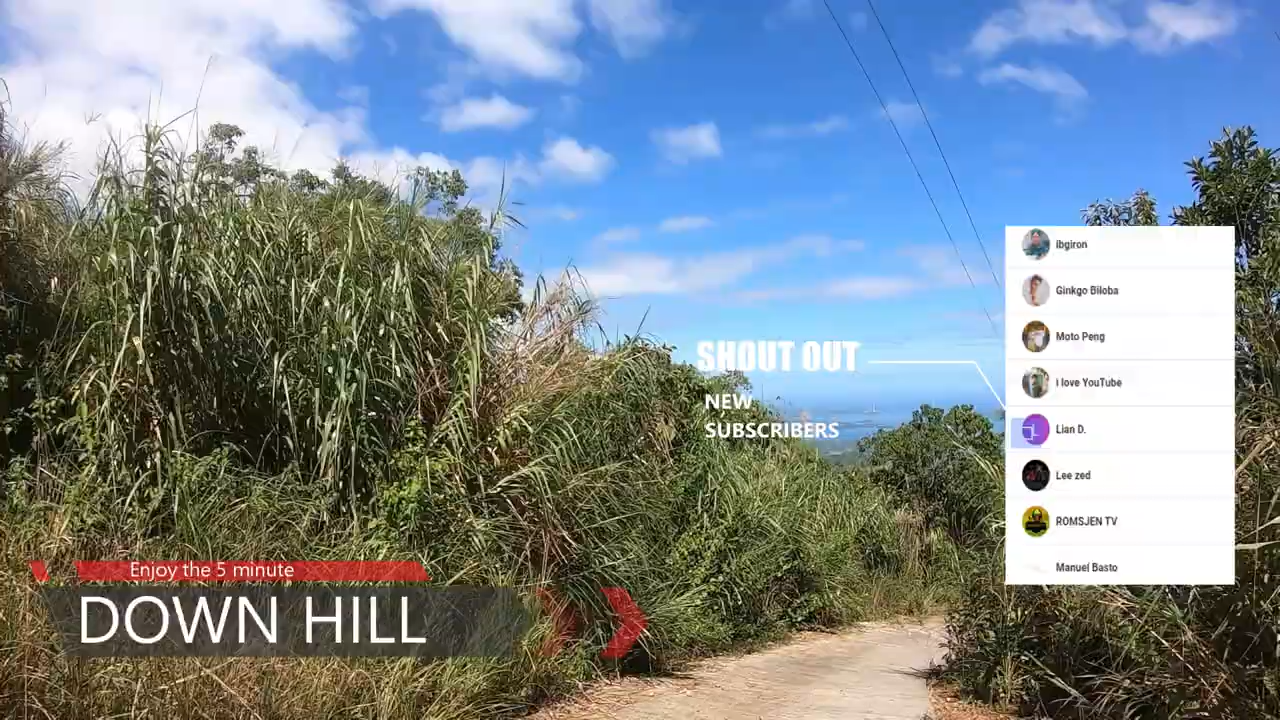 SHOUT OUT
NEW
SUBSCRIBERS
ibgiron
Ginkgo Biloba
Moto Peng
I love YouTube
L
Lian D.
Lee zed
ROMSJEN TV
Manuel Basto
Enjoy the 5 minute
DOWN HILL